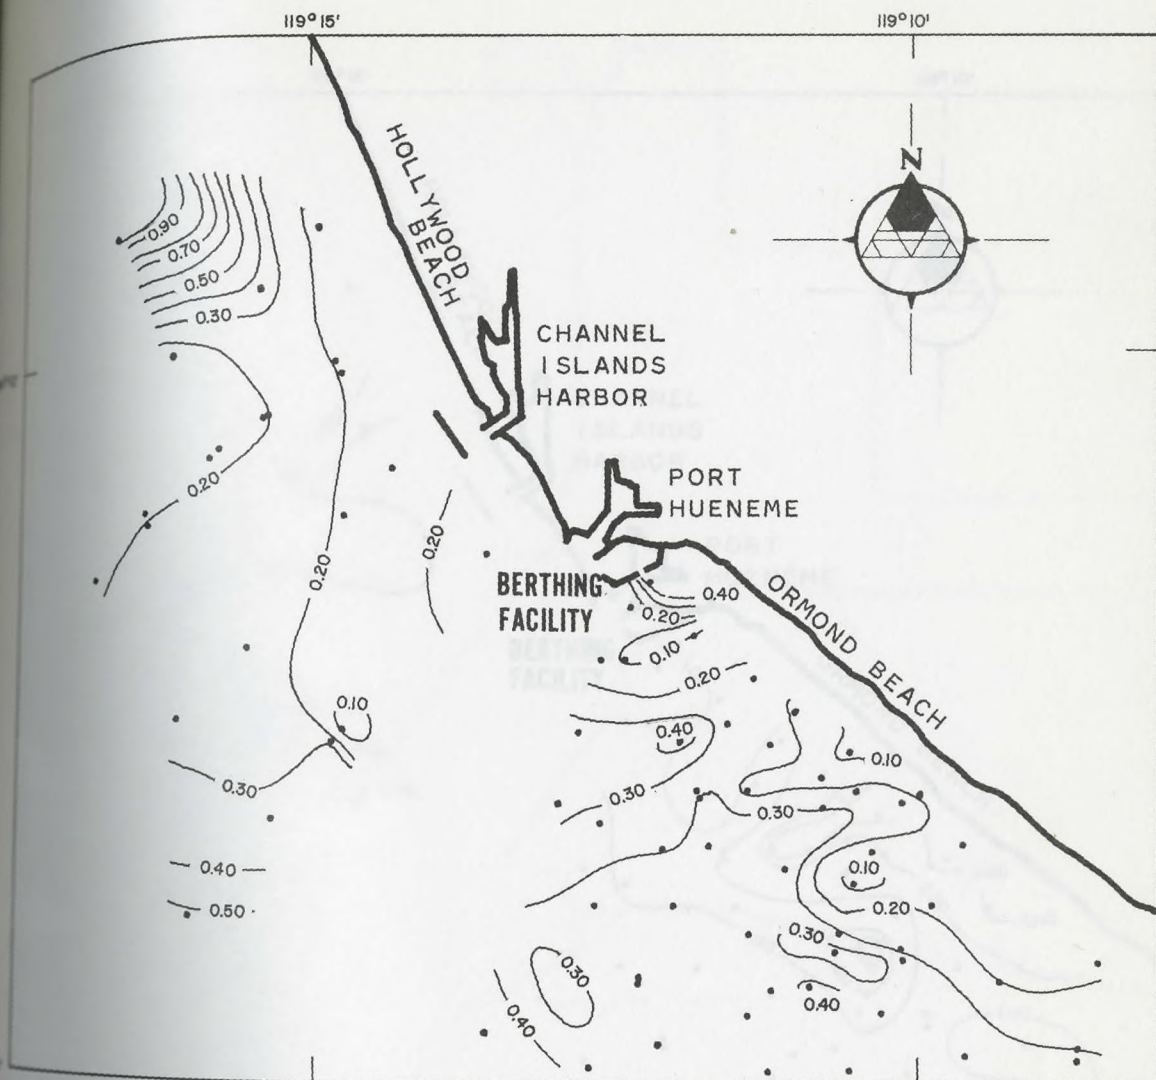 119° 15'
119° 10'
N
HOLLYWOOD
BEACH
0.90
0.70
0.50
0.30
CHANNEL
ISLANDS
HARBOR
0.20
PORT
HUENEME
0.20
0.20
BERTHING
FACILITY
0.40
0.20
0.10
ORMOND BEACH
0.20
0.10
0.40
0.10
0.30
0.30
0.30
0.40
0.10
0.50
0.20
0.30
0.30
0.40
0.40